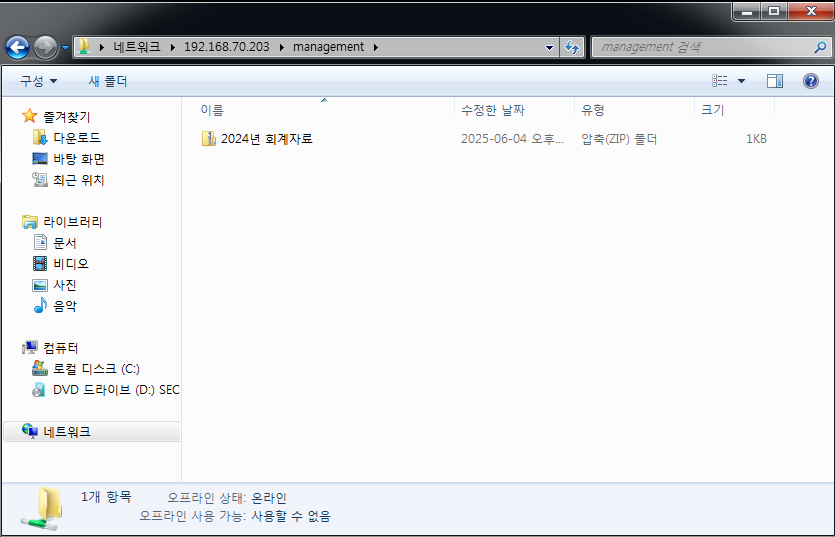 네트워크 192.168.70.203 management
management 검색
구성 새 폴더
이름 수정한 날짜 유형 크기
2024년 회계자료 2025-06-04 오후... 압축(ZIP) 폴더 1KB
즐겨찾기
다운로드
바탕 화면
최근 위치
라이브러리
문서
비디오
사진
음악
컴퓨터
로컬 디스크 (C:)
DVD 드라이브 (D:) SEC
네트워크
1개 항목 오프라인 상태: 온라인
오프라인 사용 가능: 사용할 수 없음